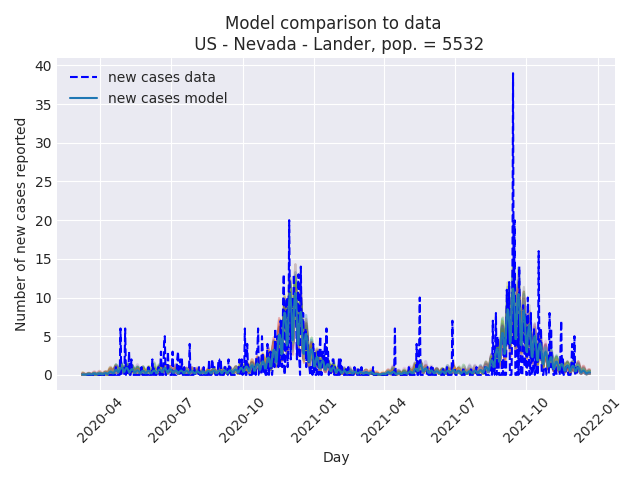 Model comparison to data
US - Nevada - Lander, pop. = 5532
new cases data
new cases model
Number of new cases reported
40
35
30
25
20
15
10
5
0
2020-04
2020-07
2020-10
2021-01
2021-04
2021-07
2021-10
2022-01
Day